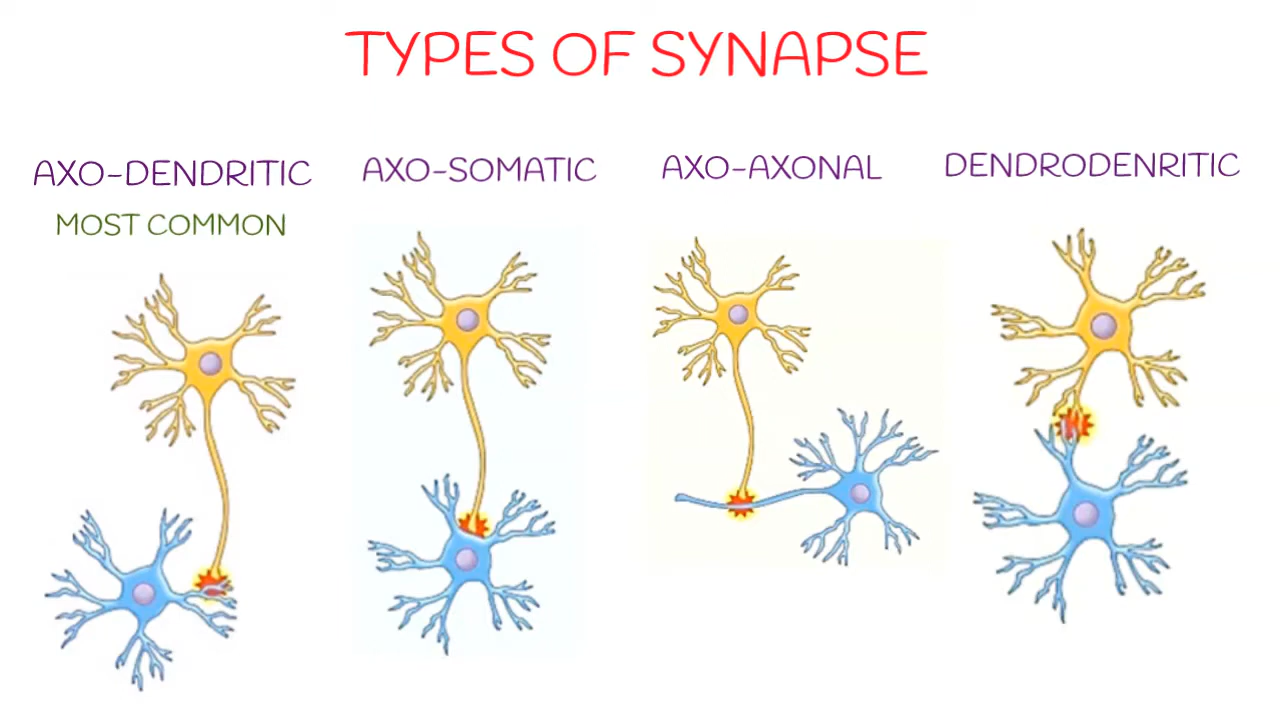 TYPES OF SYNAPSE
AXO-DENDRITIC
MOST COMMON
AXO-SOMATIC
AXO-AXONAL
DENDRODENRITIC